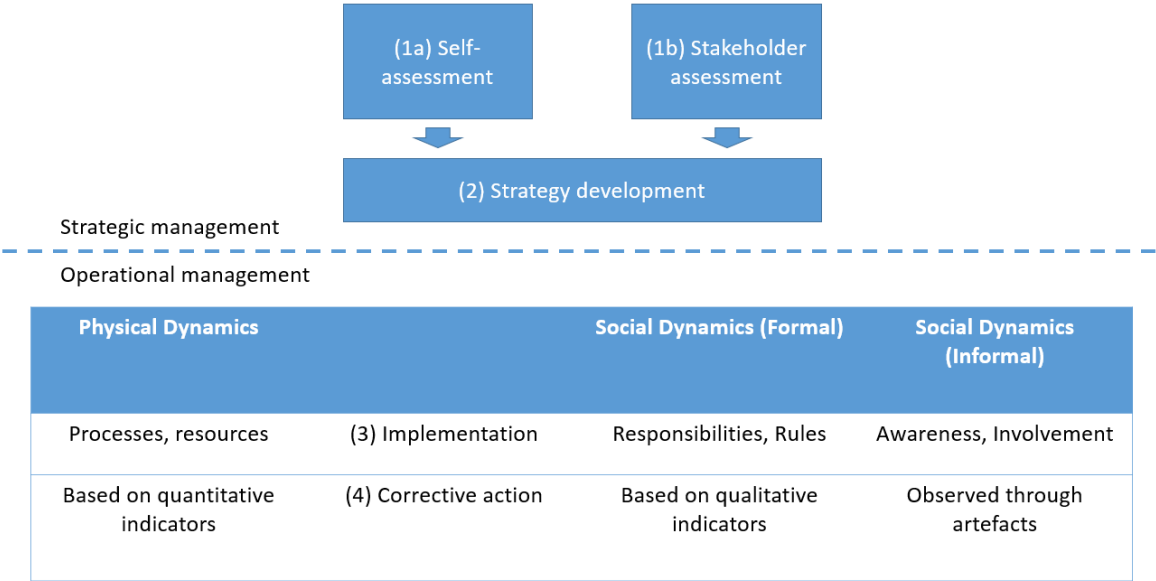 (1a) Self-
assessment
(1b) Stakeholder
assessment
(2) Strategy development
Strategic management
Operational management
Physical Dynamics
Social Dynamics (Formal)
Social Dynamics
(Informal)
Processes, resources
(3) Implementation
Responsibilities, Rules
Awareness, Involvement
Based on quantitative
indicators
(4) Corrective action
Based on qualitative
indicators
Observed through
artefacts